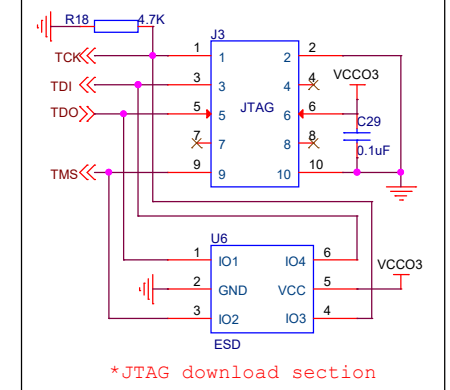 R18 4.7K
J3
TCK 1 1 2 2
TDI 3 3 4 4 VCCO3
TDO 5 5 JTAG 6 6
C29
7 7 8 8 0.1uF
TMS 9 9 10 10
U6
1 IO1 IO4 6
2 GND VCC 5 VCCO3
3 IO2 IO3 4
ESD
*JTAG download section